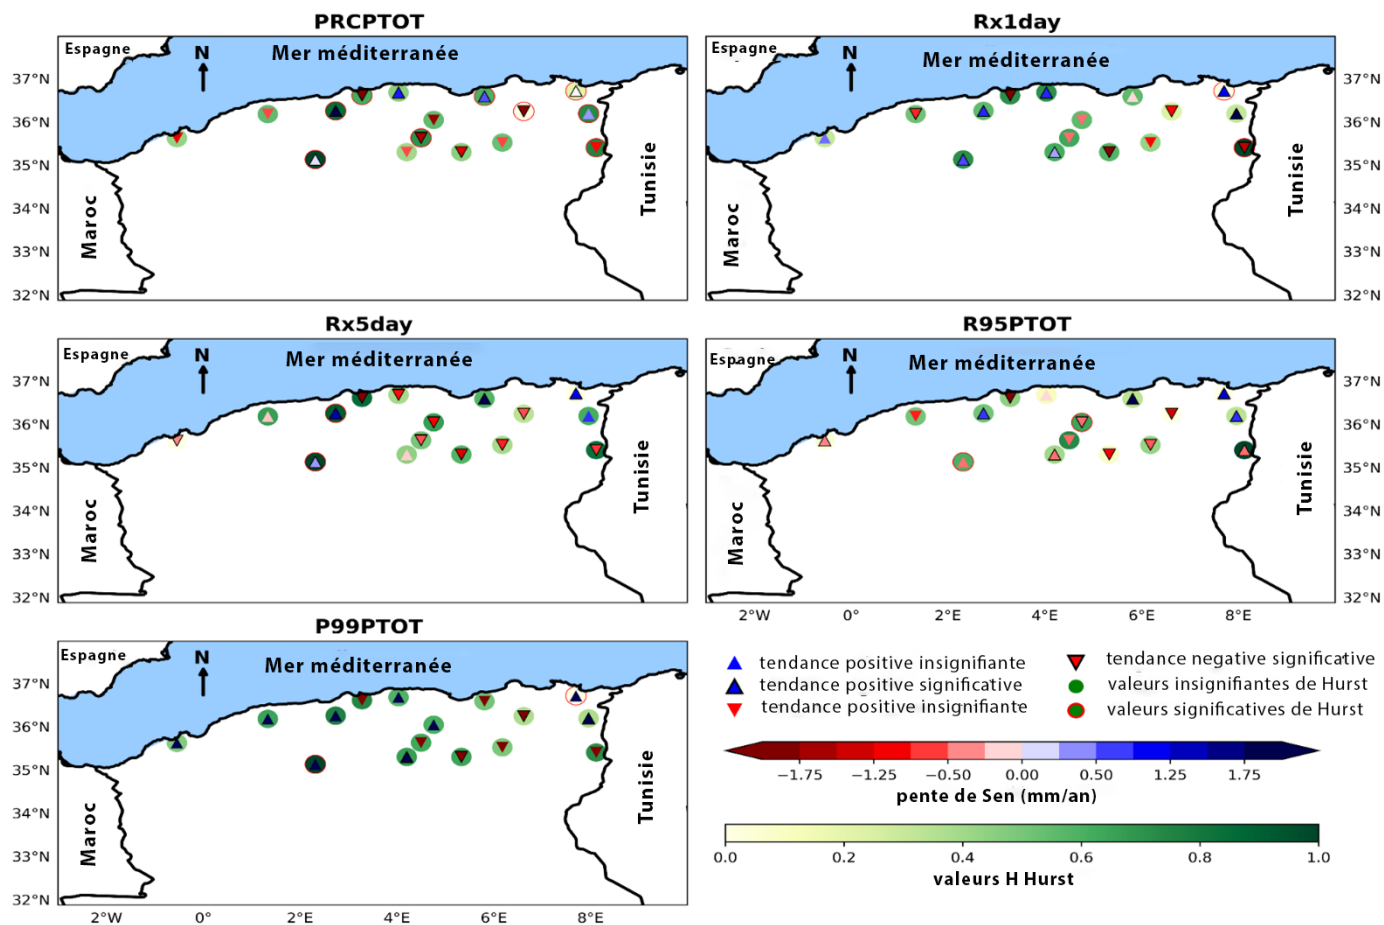 PRCPTOT
Espagne
N
Mer méditerranée
37°N
36°N
35°N
34°N
33°N
32°N
Maroc
Tunisie
Rx1day
Espagne
N
Mer méditerranée
37°N
36°N
35°N
34°N
33°N
32°N
Maroc
Tunisie
Rx5day
Espagne
N
Mer méditerranée
37°N
36°N
35°N
34°N
33°N
32°N
Maroc
Tunisie
R95PTOT
Espagne
N
Mer méditerranée
37°N
36°N
35°N
34°N
33°N
32°N
Maroc
Tunisie
2°W 0° 2°E 4°E 6°E 8°E
P99PTOT
Espagne
N
Mer méditerranée
37°N
36°N
35°N
34°N
33°N
32°N
Maroc
Tunisie
2°W 0° 2°E 4°E 6°E 8°E
tendance positive insignifiante
tendance positive significative
tendance positive insignifiante
tendance negative significative
valeurs insignifiantes de Hurst
valeurs significatives de Hurst
−1.75 −1.25 −0.50 0.00 0.50 1.25 1.75
pente de Sen (mm/an)
0.0 0.2 0.4 0.6 0.8 1.0
valeurs H Hurst